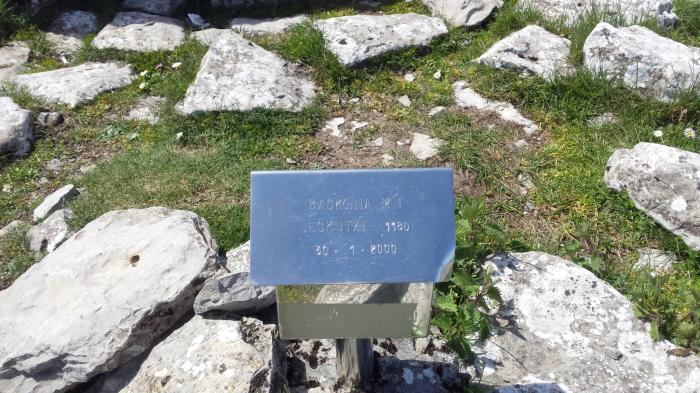 BASKONIA M T
ESKUTXI 1180
30 · 1 · 2000